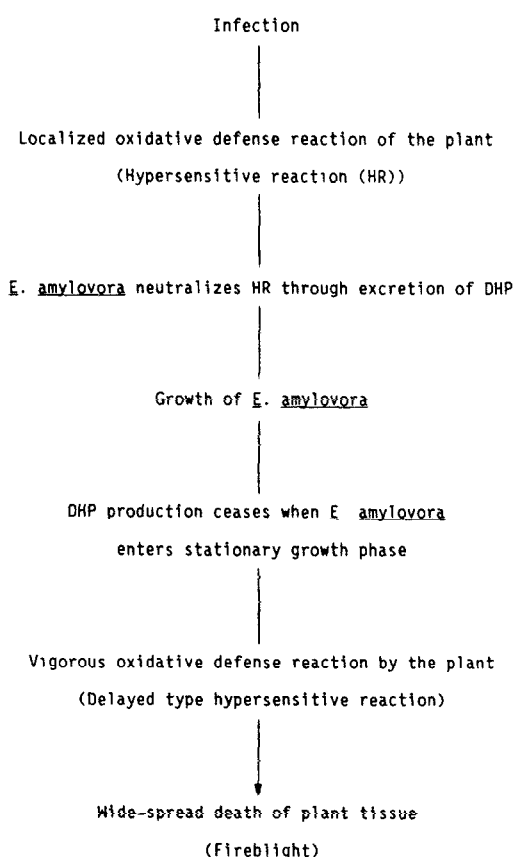 Infection
Localized oxidative defense reaction of the plant
(Hypersensitive reaction (HR))
E. amylovora neutralizes HR through excretion of DHP
Growth of E. amylovora
DHP production ceases when E amylovora
enters stationary growth phase
Vigorous oxidative defense reaction by the plant
(Delayed type hypersensitive reaction)
Wide-spread death of plant tissue
(Fireblight)